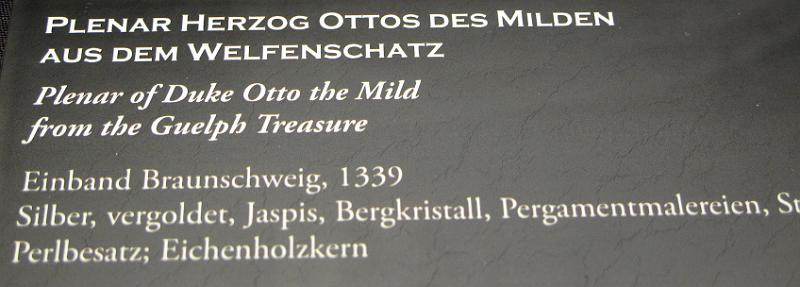 PLENAR HERZOG OTTOS DES MILDEN
AUS DEM WELFENSCHATZ
Plenar of Duke Otto the Mild
from the Guelph Treasure
Einband Braunschweig, 1339
Silber, vergoldet, Jaspis, Bergkristall, Pergamentmalereien,
Perlbesatz; Eichenholzkern